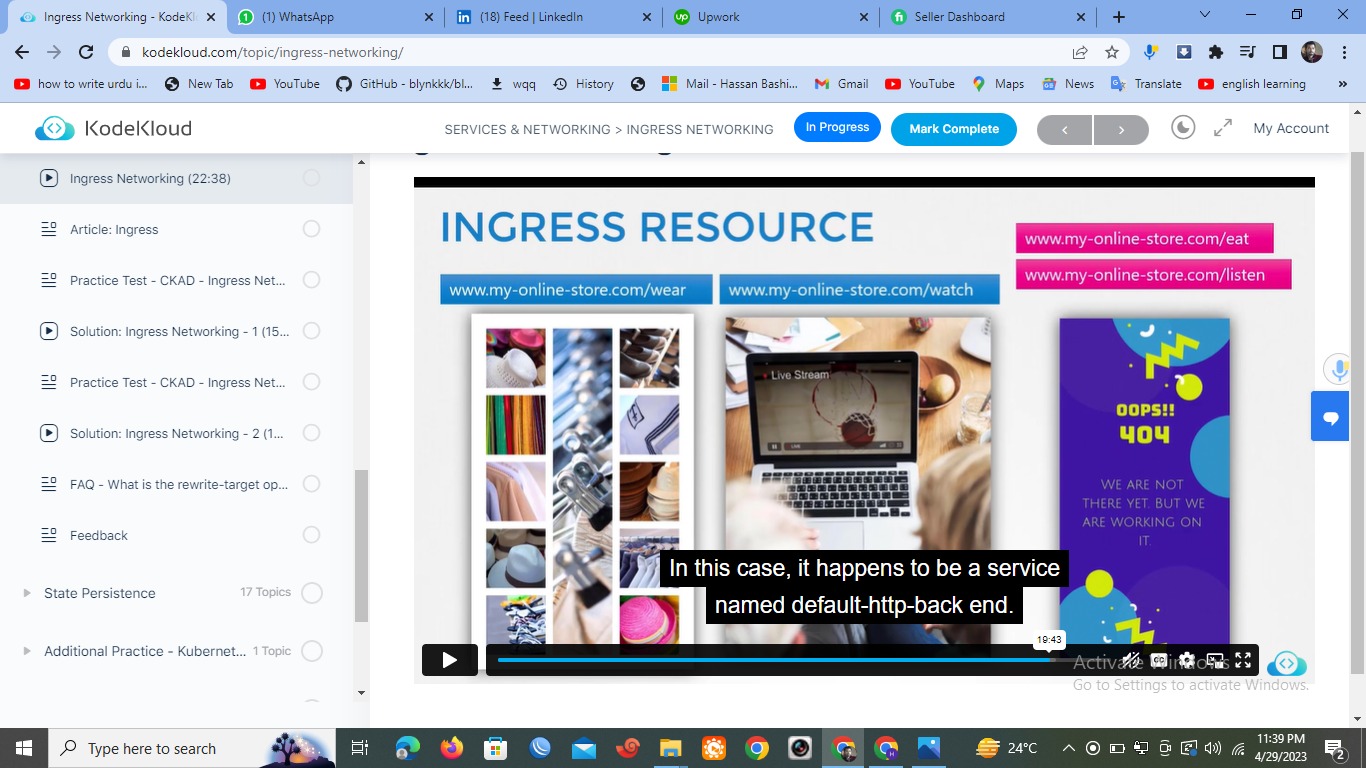 Ingress Networking - KodeKl
(1) WhatsApp
(18) Feed | LinkedIn
Upwork
Seller Dashboard
kodekloud.com/topic/ingress-networking/
how to write urdu i...
New Tab
YouTube
GitHub - blynkkk/bl...
wqq
History
Mail - Hassan Bashi...
Gmail
YouTube
Maps
News
Translate
english learning
»
KodeKloud
SERVICES & NETWORKING > INGRESS NETWORKING
In Progress
Mark Complete
My Account
Ingress Networking (22:38)
Article: Ingress
Practice Test - CKAD - Ingress Net...
Solution: Ingress Networking - 1 (15...
Practice Test - CKAD - Ingress Net...
Solution: Ingress Networking - 2 (1...
FAQ - What is the rewrite-target op...
Feedback
State Persistence
17 Topics
Additional Practice - Kubernet...
1 Topic
INGRESS RESOURCE
www.my-online-store.com/eat
www.my-online-store.com/listen
www.my-online-store.com/wear
www.my-online-store.com/watch
Live Stream
LIVE
OOPS!!
404
WE ARE NOT
THERE YET. BUT WE
ARE WORKING ON
IT.
In this case, it happens to be a service
named default-http-back end.
19:43
CC
Activate Windows
Go to Settings to activate Windows.
Type here to search
24°C
11:39 PM
4/29/2023
2